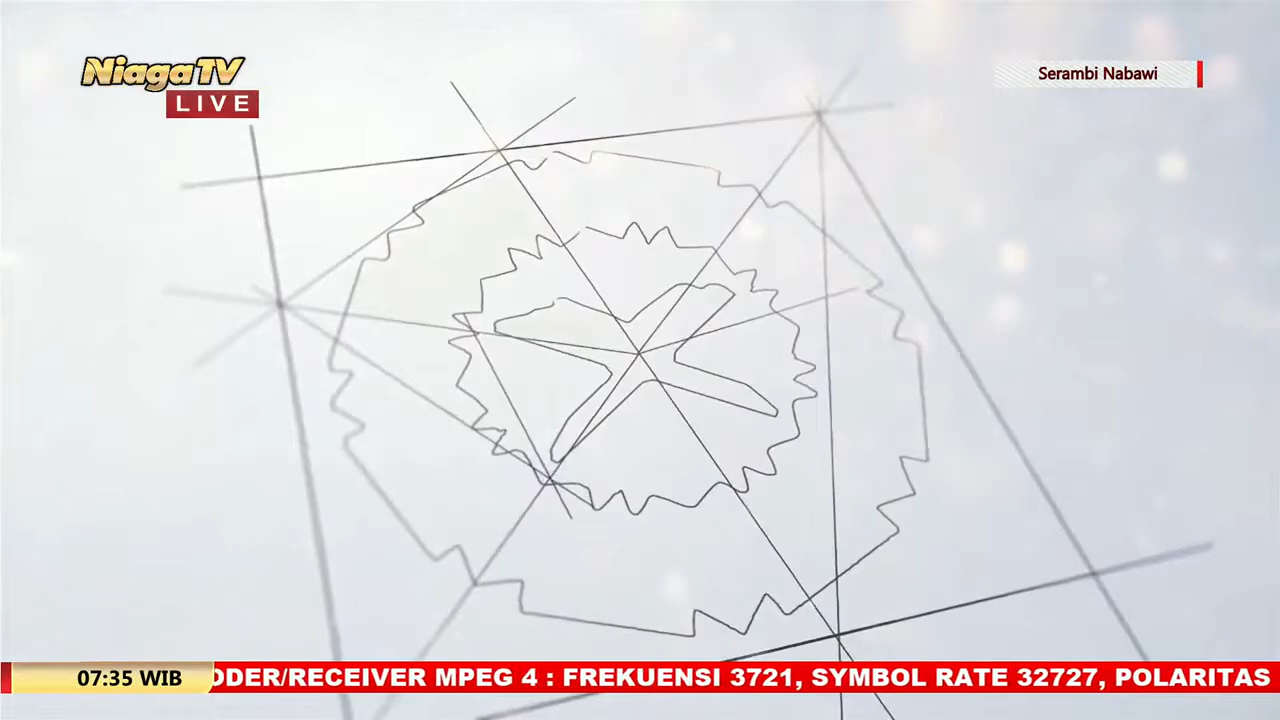 NiagaTV
LIVE
Serambi Nabawi
07:35 WIB
ODER/RECEIVER MPEG 4 : FREKUENSI 3721, SYMBOL RATE 32727, POLARITAS